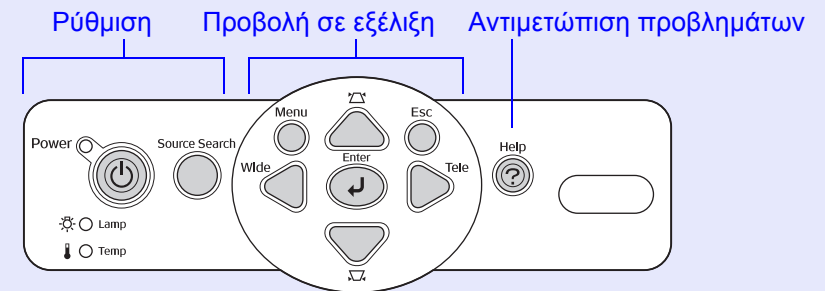 Ρύθμιση Προβολή σε εξέλιξη Αντιμετώπιση προβλημάτων
Menu Esc
Power Source Search Help
Wide Enter Tele
?
Lamp
Temp